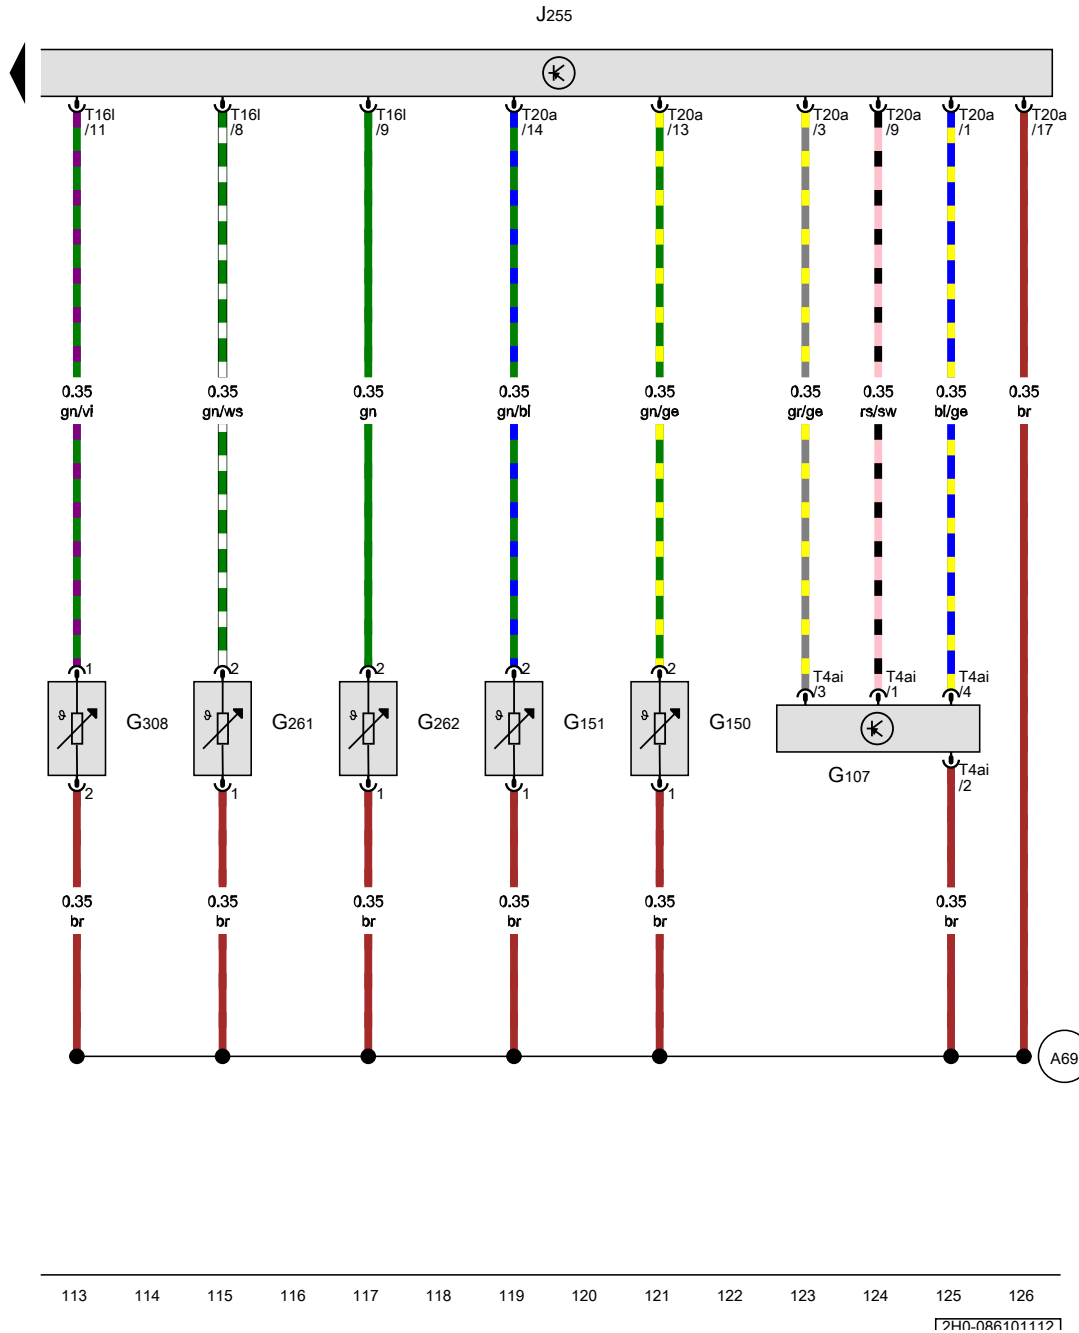 J255
T16l T16l T16l T20a T20a T20a T20a T20a T20a
/11 /8 /9 /14 /13 /3 /9 /1 /17
0.35 0.35 0.35 0.35 0.35 0.35 0.35 0.35 0.35
gn/vi gn/ws gn gn/bl gn/ge gr/ge rs/sw bl/ge br
1 2 2 2 2 T4ai T4ai T4ai
/3 /1 /4
ϑ G308 ϑ G261 ϑ G262 ϑ G151 ϑ G150
G107
T4ai
/2
2 1 1 1 1
0.35 0.35 0.35 0.35 0.35 0.35
br br br br br br
A69
113 114 115 116 117 118 119 120 121 122 123 124 125 126
2H0-086101112